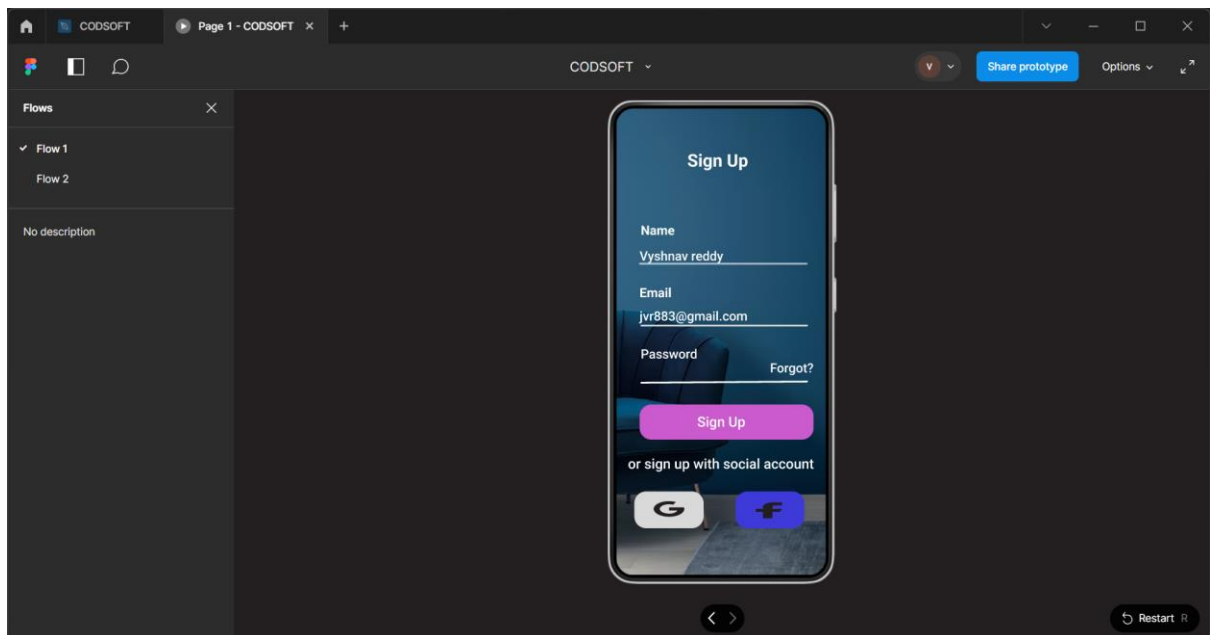 CODSOFT
Page 1 - CODSOFT
CODSOFT
V
Share prototype
Options
Flows
Flow 1
Flow 2
No description
Sign Up
Name
Vyshnav reddy
Email
jvr883@gmail.com
Password
Forgot?
Sign Up
or sign up with social account
G
F
Restart R